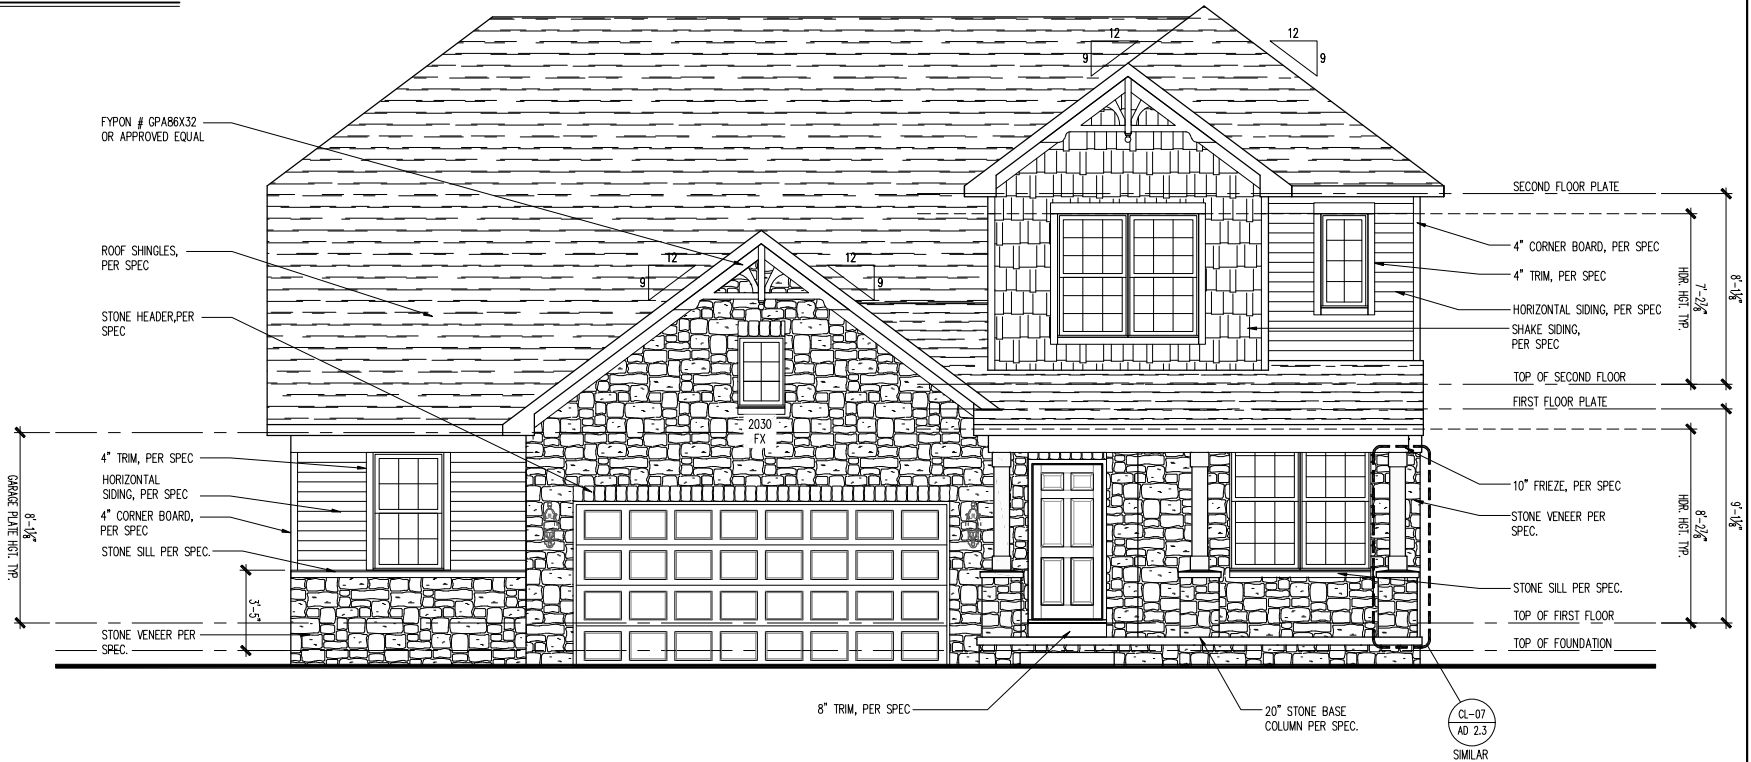 12
9
12
9
FYPON # GPA86X32
OR APPROVED EQUAL
ROOF SHINGLES,
PER SPEC
STONE HEADER,PER
SPEC
12
9
12
9
2030
FX
SECOND FLOOR PLATE
4" CORNER BOARD, PER SPEC
4" TRIM, PER SPEC
HORIZONTAL SIDING, PER SPEC
SHAKE SIDING,
PER SPEC
TOP OF SECOND FLOOR
FIRST FLOOR PLATE
7'-2⅞"
HDR. HGT. TYP.
8'-1⅛"
4" TRIM, PER SPEC
HORIZONTAL
SIDING, PER SPEC
4" CORNER BOARD,
PER SPEC
STONE SILL PER SPEC.
STONE VENEER PER
SPEC.
8'-1⅛"
GARAGE PLATE HGT. TYP.
3'-5"
10" FRIEZE, PER SPEC
STONE VENEER PER
SPEC.
STONE SILL PER SPEC.
TOP OF FIRST FLOOR
TOP OF FOUNDATION
8'-2⅞"
HDR. HGT. TYP.
9'-1⅛"
8" TRIM, PER SPEC
20" STONE BASE
COLUMN PER SPEC.
CL-07
AD 2.3
SIMILAR